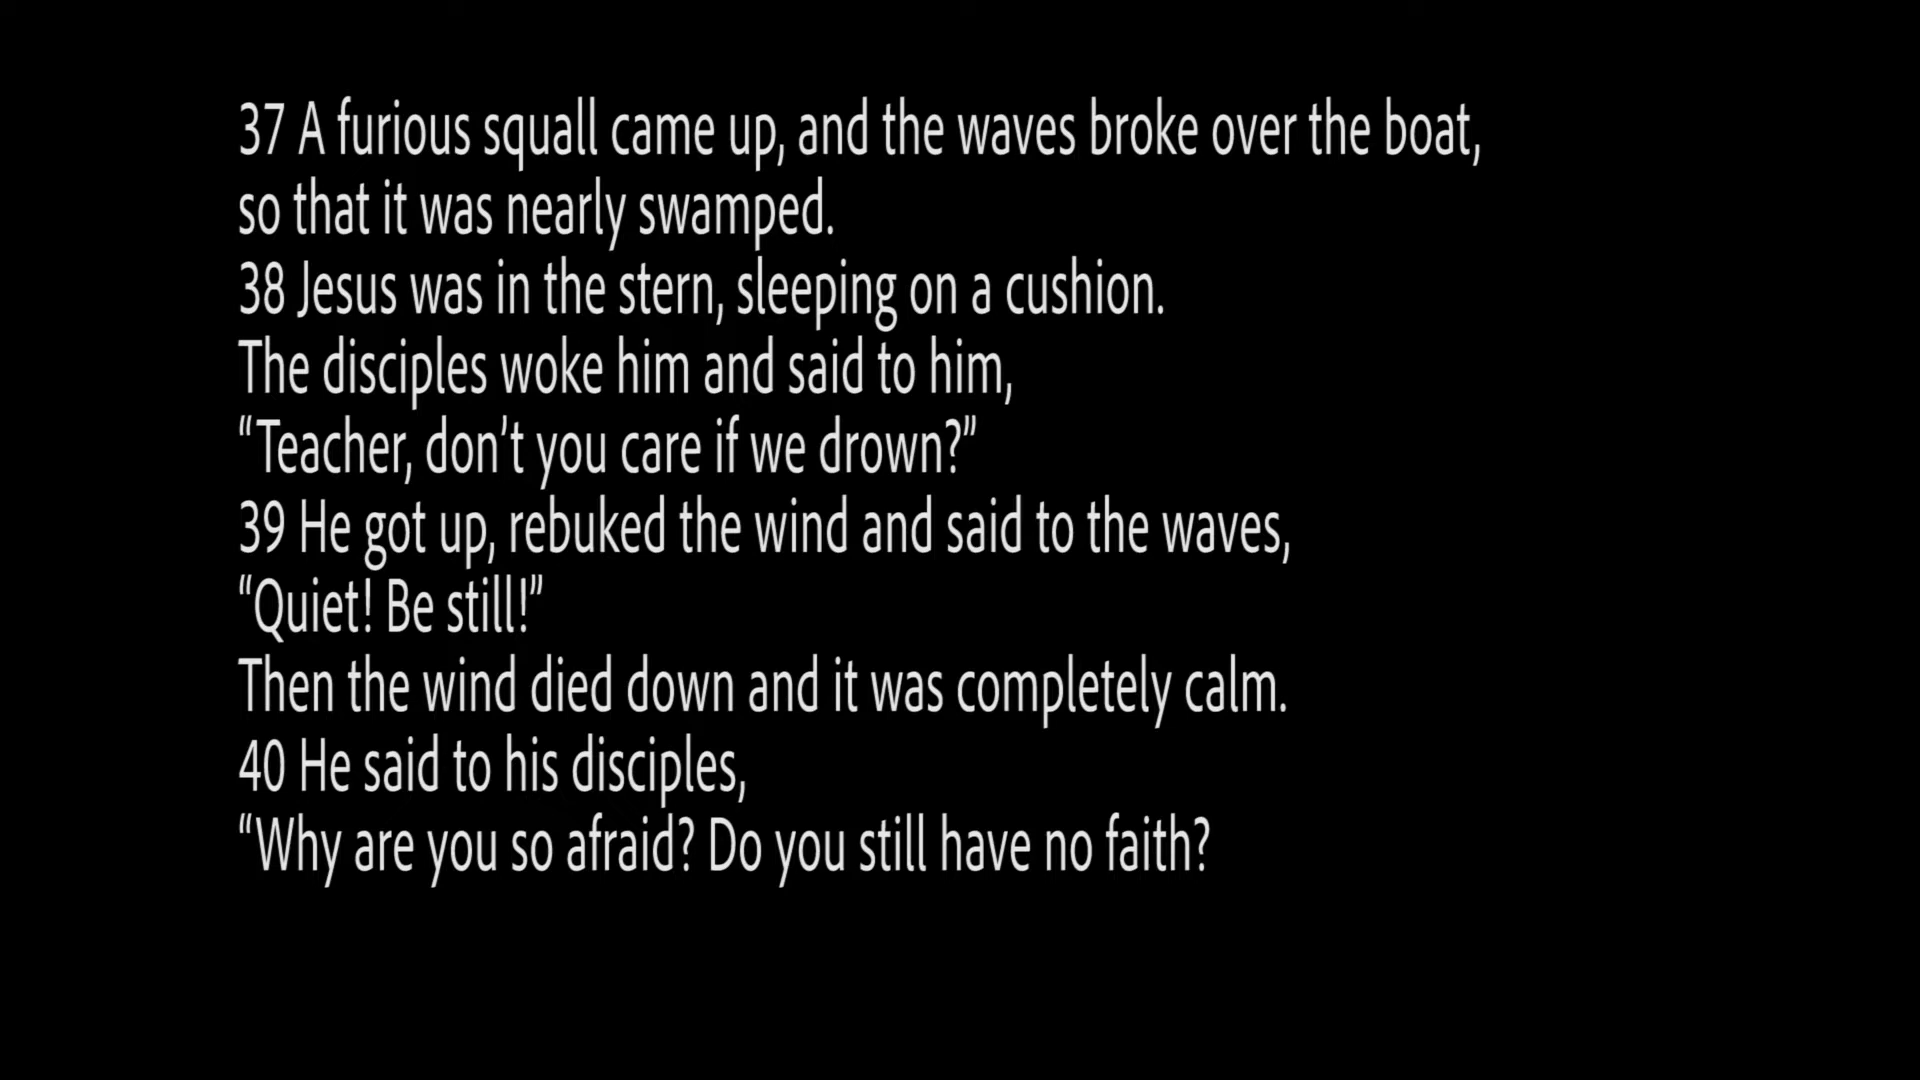 37 A furious squall came up, and the waves broke over the boat,
so that it was nearly swamped.
38 Jesus was in the stern, sleeping on a cushion.
The disciples woke him and said to him,
“Teacher, don’t you care if we drown?”
39 He got up, rebuked the wind and said to the waves,
“Quiet! Be still!”
Then the wind died down and it was completely calm.
40 He said to his disciples,
“Why are you so afraid? Do you still have no faith?